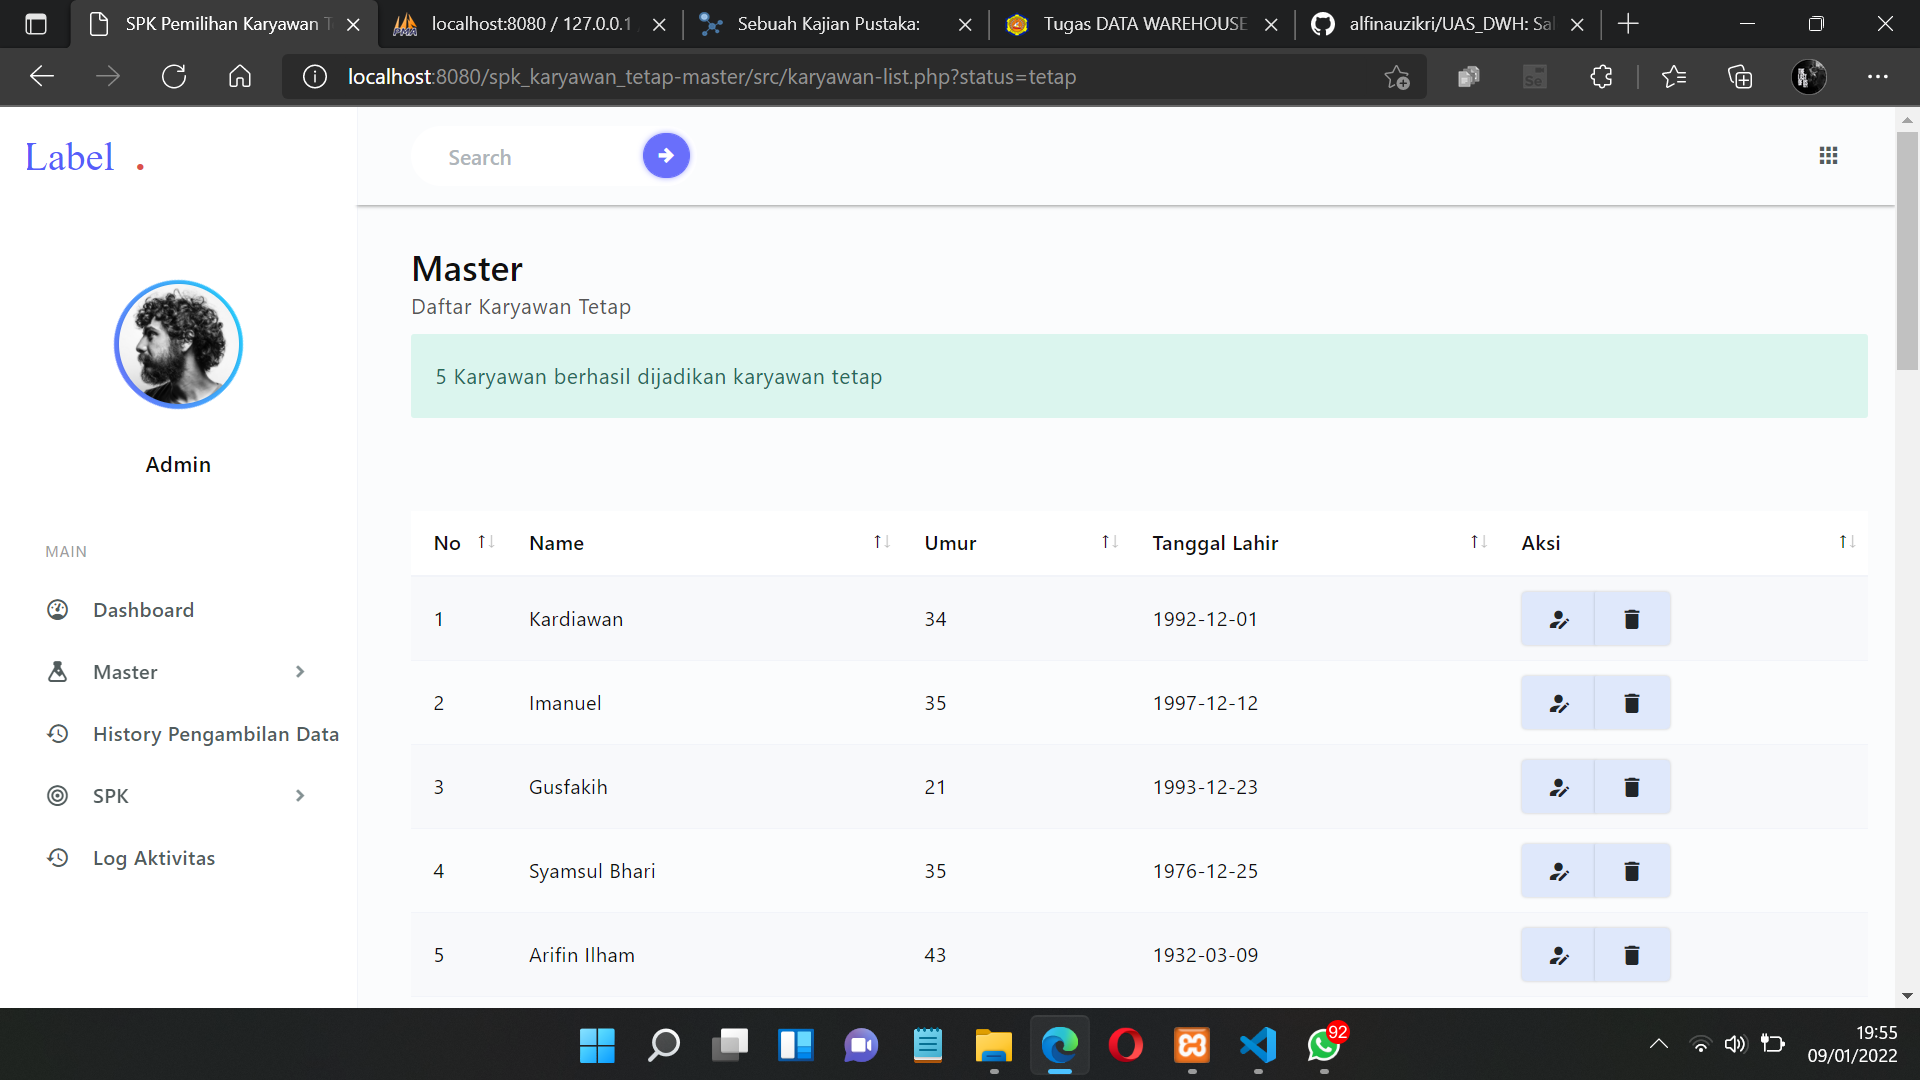 SPK Pemilihan Karyawan T
localhost:8080 / 127.0.0.1
Sebuah Kajian Pustaka:
Tugas DATA WAREHOUSE
alfinauzikri/UAS_DWH: Sal
localhost:8080/spk_karyawan_tetap-master/src/karyawan-list.php?status=tetap
Label .
Search
Master
Daftar Karyawan Tetap
5 Karyawan berhasil dijadikan karyawan tetap
Admin
MAIN
Dashboard
Master
History Pengambilan Data
SPK
Log Aktivitas
No Name Umur Tanggal Lahir Aksi
1 Kardiawan 34 1992-12-01
2 Imanuel 35 1997-12-12
3 Gusfakih 21 1993-12-23
4 Syamsul Bhari 35 1976-12-25
5 Arifin Ilham 43 1932-03-09
92
19:55
09/01/2022